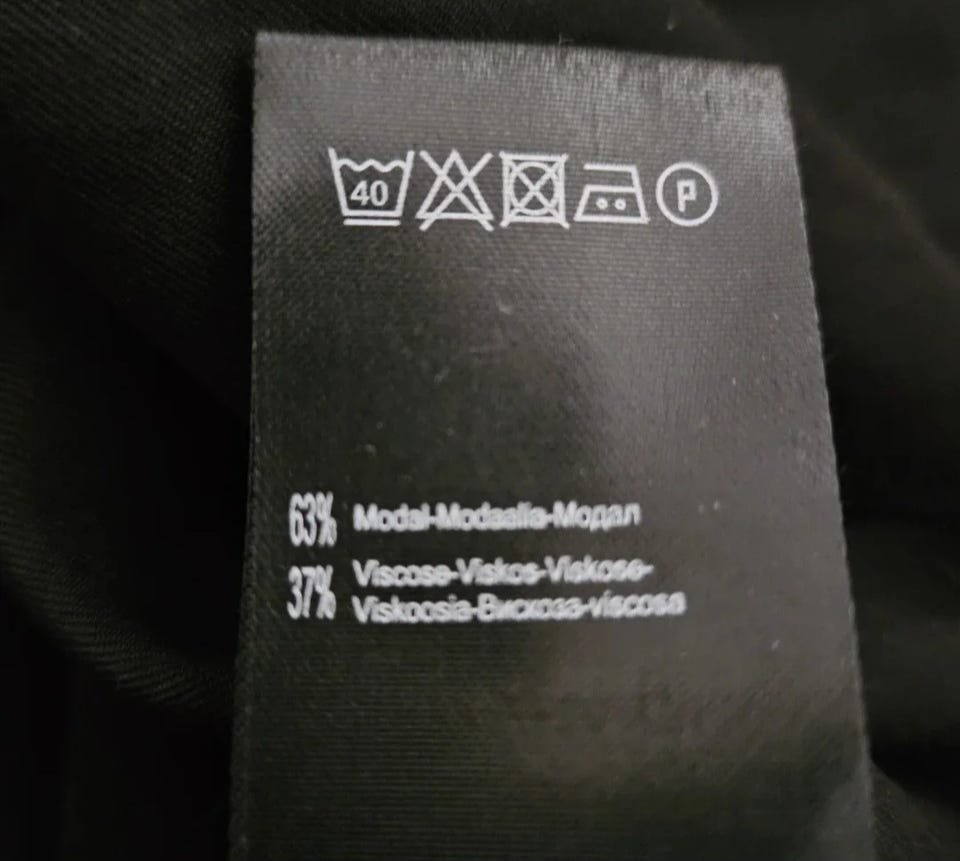 40 P
63% Modal-Modaalia-Модал
37% Viscose-Viskos-Viskose-
Viskoosia-Вискоза-viscosa